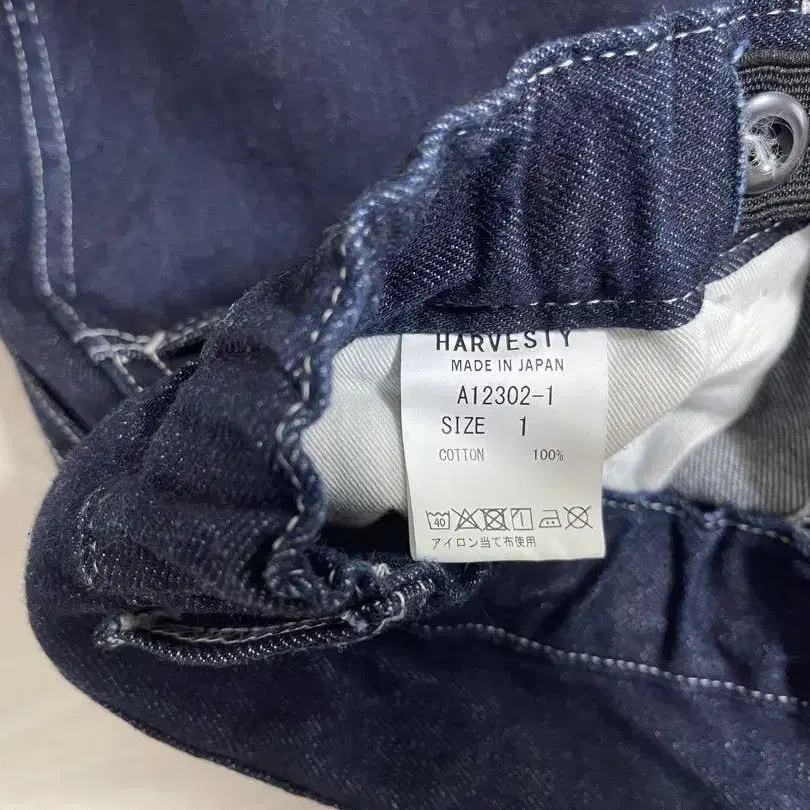 HARVESTY
MADE IN JAPAN
A12302-1
SIZE 1
COTTON 100%
40
アイロン当て布使用